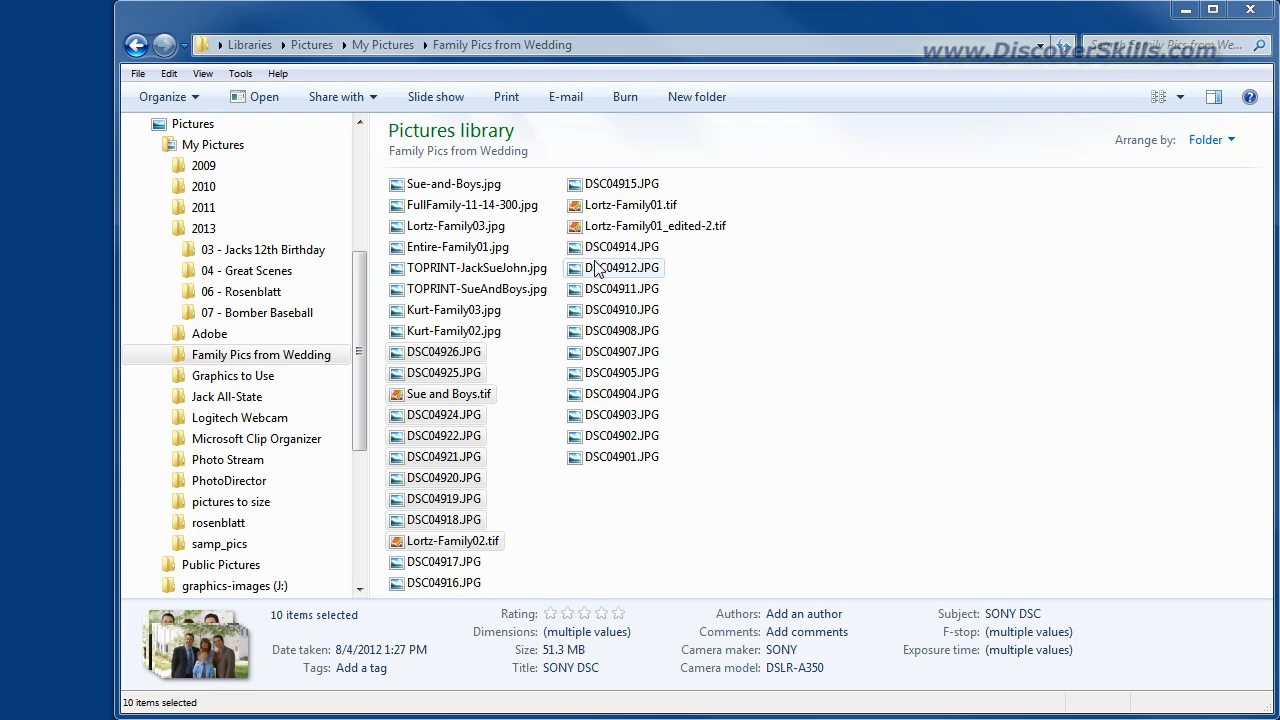 Libraries Pictures My Pictures Family Pics from Wedding
Search Family Pics from We...
www.DiscoverSkills.com
File Edit View Tools Help
Organize Open Share with Slide show Print E-mail Burn New folder
Pictures
My Pictures
2009
2010
2011
2013
03 - Jacks 12th Birthday
04 - Great Scenes
06 - Rosenblatt
07 - Bomber Baseball
Adobe
Family Pics from Wedding
Graphics to Use
Jack All-State
Logitech Webcam
Microsoft Clip Organizer
Photo Stream
PhotoDirector
pictures to size
rosenblatt
samp_pics
Public Pictures
graphics-images (J:)
Pictures library
Family Pics from Wedding
Arrange by: Folder
Sue-and-Boys.jpg
FullFamily-11-14-300.jpg
Lortz-Family03.jpg
Entire-Family01.jpg
TOPRINT-JackSueJohn.jpg
TOPRINT-SueAndBoys.jpg
Kurt-Family03.jpg
Kurt-Family02.jpg
DSC04926.JPG
DSC04925.JPG
Sue and Boys.tif
DSC04924.JPG
DSC04922.JPG
DSC04921.JPG
DSC04920.JPG
DSC04919.JPG
DSC04918.JPG
Lortz-Family02.tif
DSC04917.JPG
DSC04916.JPG
DSC04915.JPG
Lortz-Family01.tif
Lortz-Family01_edited-2.tif
DSC04914.JPG
DSC04912.JPG
DSC04911.JPG
DSC04910.JPG
DSC04908.JPG
DSC04907.JPG
DSC04905.JPG
DSC04904.JPG
DSC04903.JPG
DSC04902.JPG
DSC04901.JPG
10 items selected
Date taken: 8/4/2012 1:27 PM
Tags: Add a tag
Rating:
Dimensions: (multiple values)
Size: 51.3 MB
Title: SONY DSC
Authors: Add an author
Comments: Add comments
Camera maker: SONY
Camera model: DSLR-A350
Subject: SONY DSC
F-stop: (multiple values)
Exposure time: (multiple values)
10 items selected